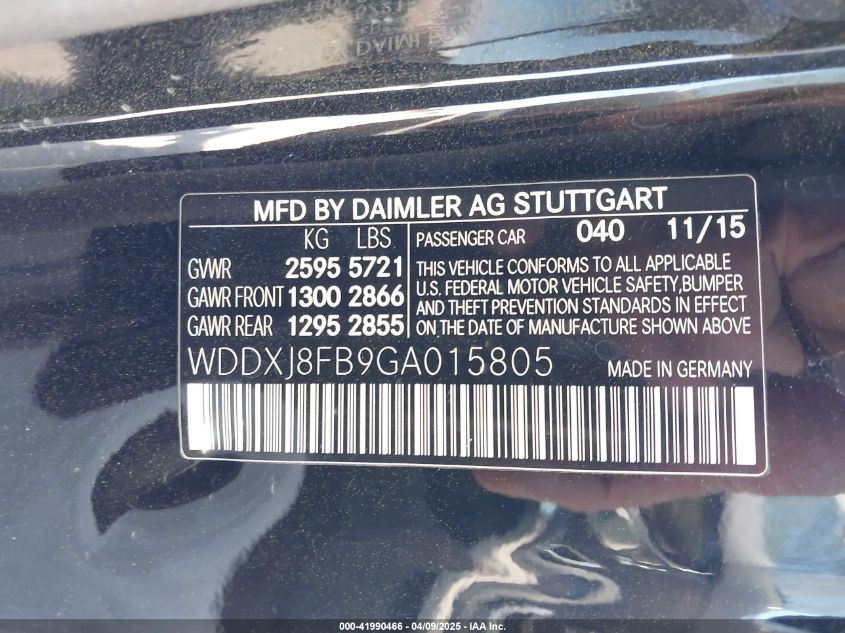 MFD BY DAIMLER AG STUTTGART
KG LBS.
GVWR 2595 5721
GAWR FRONT 1300 2866
GAWR REAR 1295 2855
PASSENGER CAR 040 11/15
THIS VEHICLE CONFORMS TO ALL APPLICABLE
U.S. FEDERAL MOTOR VEHICLE SAFETY,BUMPER
AND THEFT PREVENTION STANDARDS IN EFFECT
ON THE DATE OF MANUFACTURE SHOWN ABOVE
WDDXJ8FB9GA015805 MADE IN GERMANY
000-41990466 - 04/09/2025 - IAA Inc.